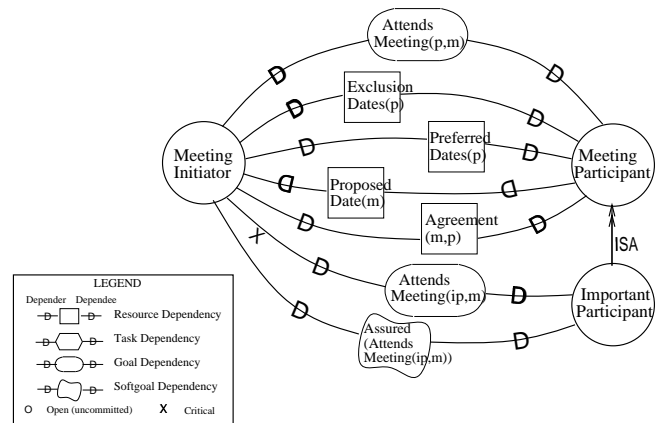 Attends
Meeting(p,m)
D
D
Exclusion
Dates(p)
D
D
Meeting
Initiator
D
Preferred
Dates(p)
D
Meeting
Participant
D
Proposed
Date(m)
D
D
Agreement
(m,p)
D
X
ISA
D
Attends
Meeting(ip,m)
D
Important
Participant
D
Assured
(Attends
Meeting(ip,m))
D
LEGEND
Depender Dependee
D D Resource Dependency
D D Task Dependency
D D Goal Dependency
D D Softgoal Dependency
O Open (uncommitted) X Critical